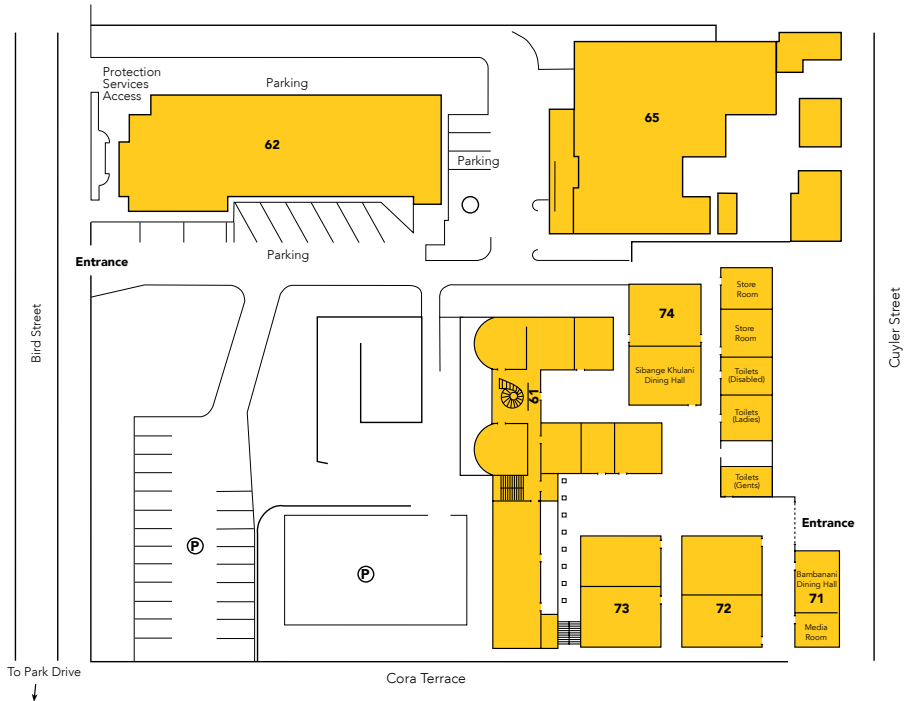 Protection
Services
Access
Parking
62
65
Parking
Parking
Entrance
Bird Street
Cuyler Street
74
Sibange Khulani
Dining Hall
Store
Room
Store
Room
Toilets
(Disabled)
Toilets
(Ladies)
Toilets
(Gents)
61
Entrance
P
P
73
72
Bambanani
Dining Hall
71
Media
Room
To Park Drive
Cora Terrace